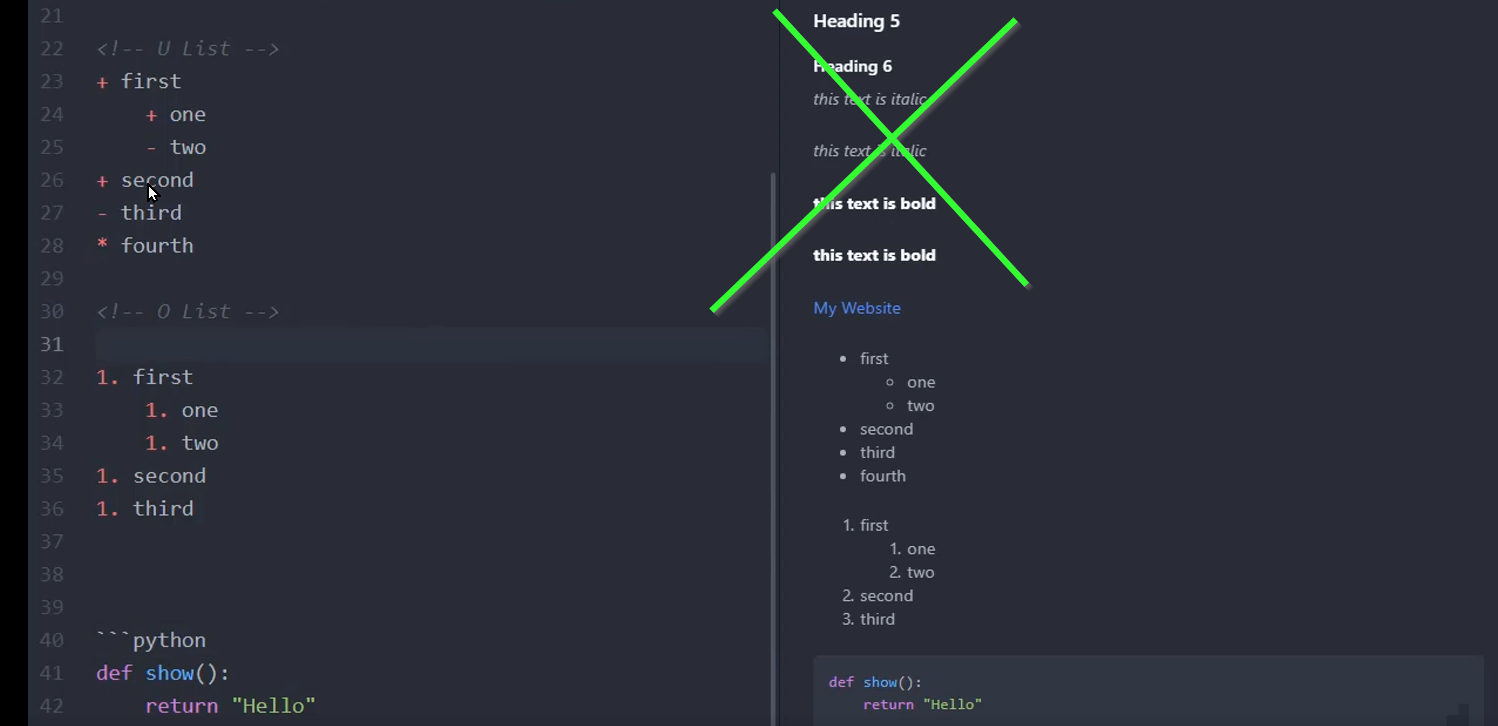 21
22 <!-- U List -->
23 + first
24 + one
25 - two
26 + second
27 - third
28 * fourth
29
30 <!-- O List -->
31
32 1. first
33 1. one
34 1. two
35 1. second
36 1. third
37
38
39
40 ```python
41 def show():
42 return "Hello"
Heading 5
Heading 6
this text is italic
this text is italic
this text is bold
this text is bold
My Website
• first
○ one
○ two
• second
• third
• fourth
1. first
1. one
2. two
2. second
3. third
def show():
return "Hello"